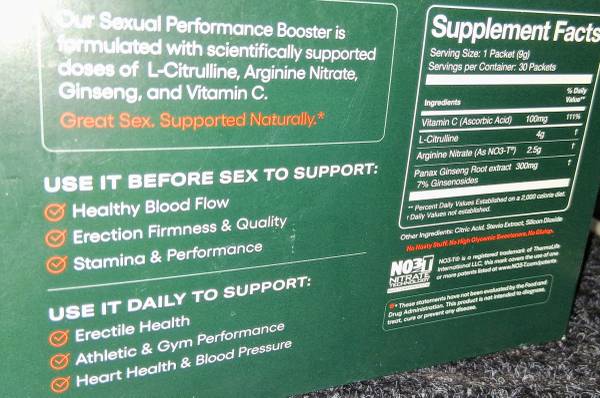 Our Sexual Performance Booster is
formulated with scientifically supported
doses of L-Citrulline, Arginine Nitrate,
Ginseng, and Vitamin C.
Great Sex. Supported Naturally.*
USE IT BEFORE SEX TO SUPPORT:
Healthy Blood Flow
Erection Firmness & Quality
Stamina & Performance
USE IT DAILY TO SUPPORT:
Erectile Health
Athletic & Gym Performance
Heart Health & Blood Pressure
Supplement Facts
Serving Size: 1 Packet (9g)
Servings per Container: 30 Packets
Ingredients % Daily
Value**
Vitamin C (Ascorbic Acid) 100mg 111%
L-Citrulline 4g †
Arginine Nitrate (As NO3-T®) 2.5g †
Panax Ginseng Root extract 300mg †
7% Ginsenosides
** Percent Daily Values Established on a 2,000 calorie diet.
† Daily Values not established.
Other Ingredients: Citric Acid, Stevia Extract, Silicon Dioxide
No Nasty Stuff. No High Glycemic Sweeteners. No Gluten.
NO3-T
NITRATE
TECHNOLOGY
NO3-T® is a registered trademark of ThermoLife
International LLC, this mark covers the use of one
or more patents listed at www.NO3-T.com/patents.
* These statements have not been evaluated by the Food and
Drug Administration. This product is not intended to diagnose,
treat, cure or prevent any disease.